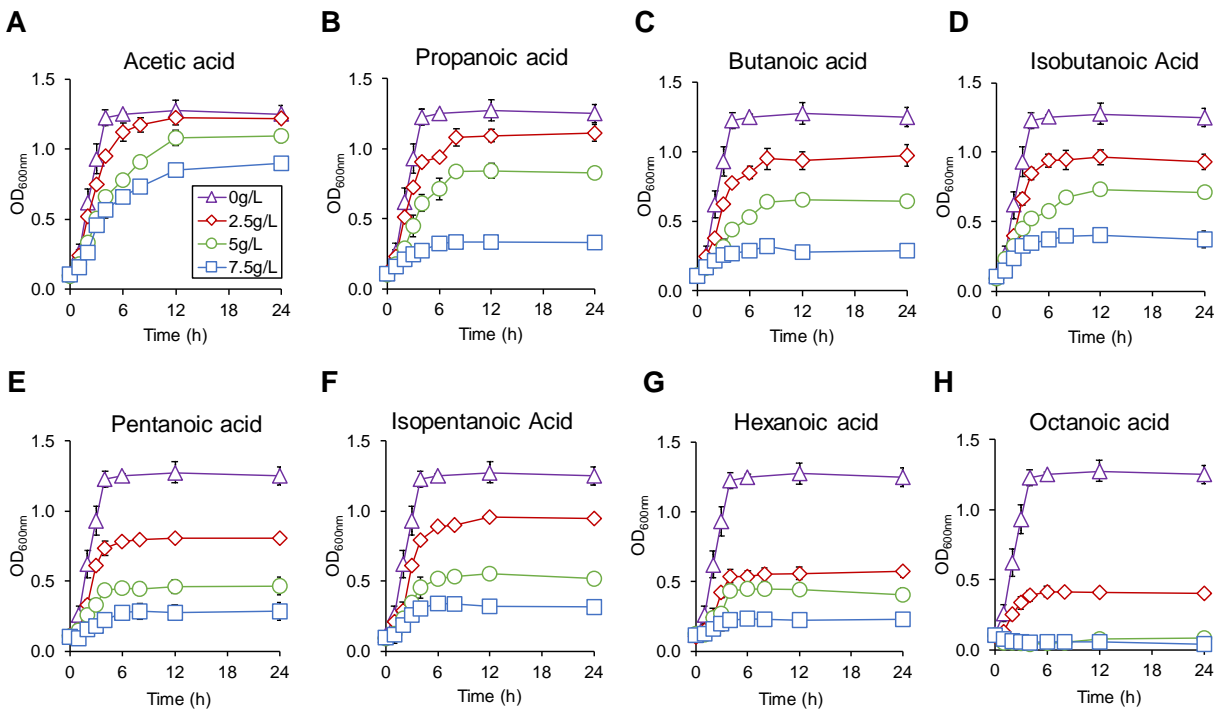 A
Acetic acid
1.5
1.0
0.5
0.0
OD600nm
0 6 12 18 24
Time (h)
0g/L
2.5g/L
5g/L
7.5g/L
B
Propanoic acid
1.5
1.0
0.5
0.0
OD600nm
0 6 12 18 24
Time (h)
C
Butanoic acid
1.5
1.0
0.5
0.0
OD600nm
0 6 12 18 24
Time (h)
D
Isobutanoic Acid
1.5
1.0
0.5
0.0
OD600nm
0 6 12 18 24
Time (h)
E
Pentanoic acid
1.5
1.0
0.5
0.0
OD600nm
0 6 12 18 24
Time (h)
F
Isopentanoic Acid
1.5
1.0
0.5
0.0
OD600nm
0 6 12 18 24
Time (h)
G
Hexanoic acid
1.5
1.0
0.5
0.0
OD600nm
0 6 12 18 24
Time (h)
H
Octanoic acid
1.5
1.0
0.5
0.0
OD600nm
0 6 12 18 24
Time (h)